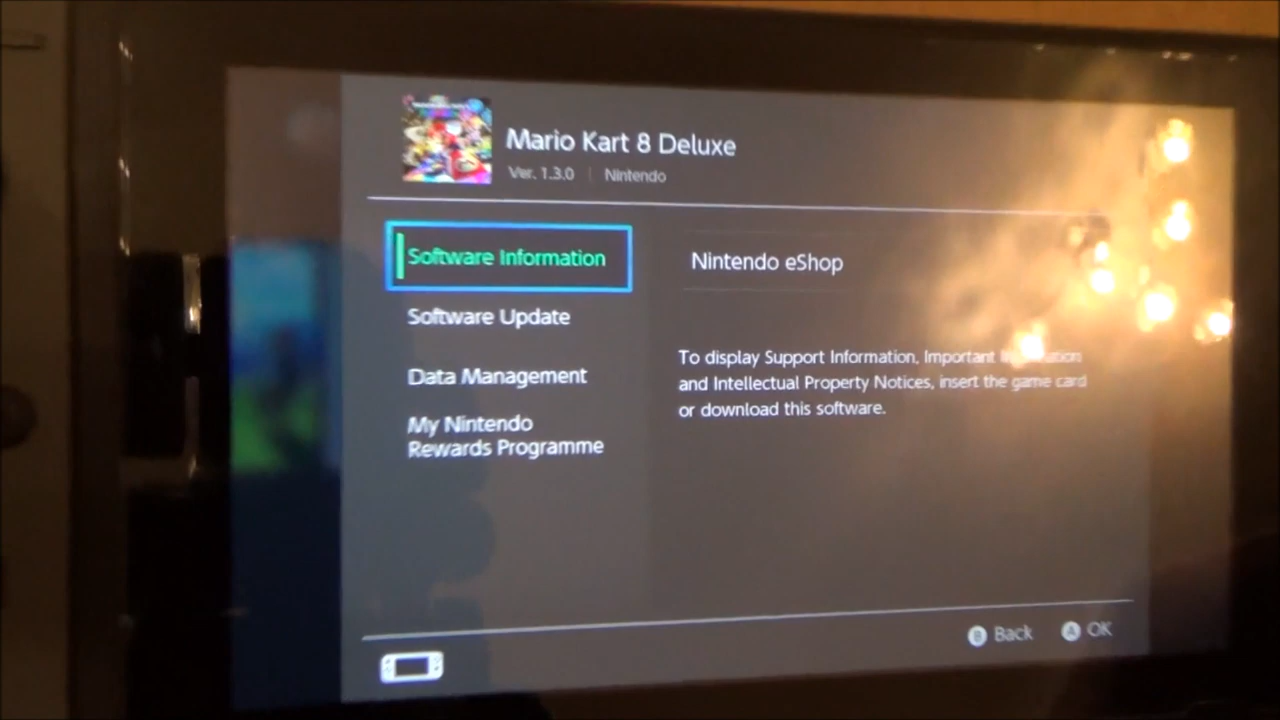 Mario Kart 8 Deluxe
Ver. 1.3.0 | Nintendo
Software Information
Software Update
Data Management
My Nintendo
Rewards Programme
Nintendo eShop
To display Support Information, Important Information
and Intellectual Property Notices, insert the game card
or download this software.
B Back A OK